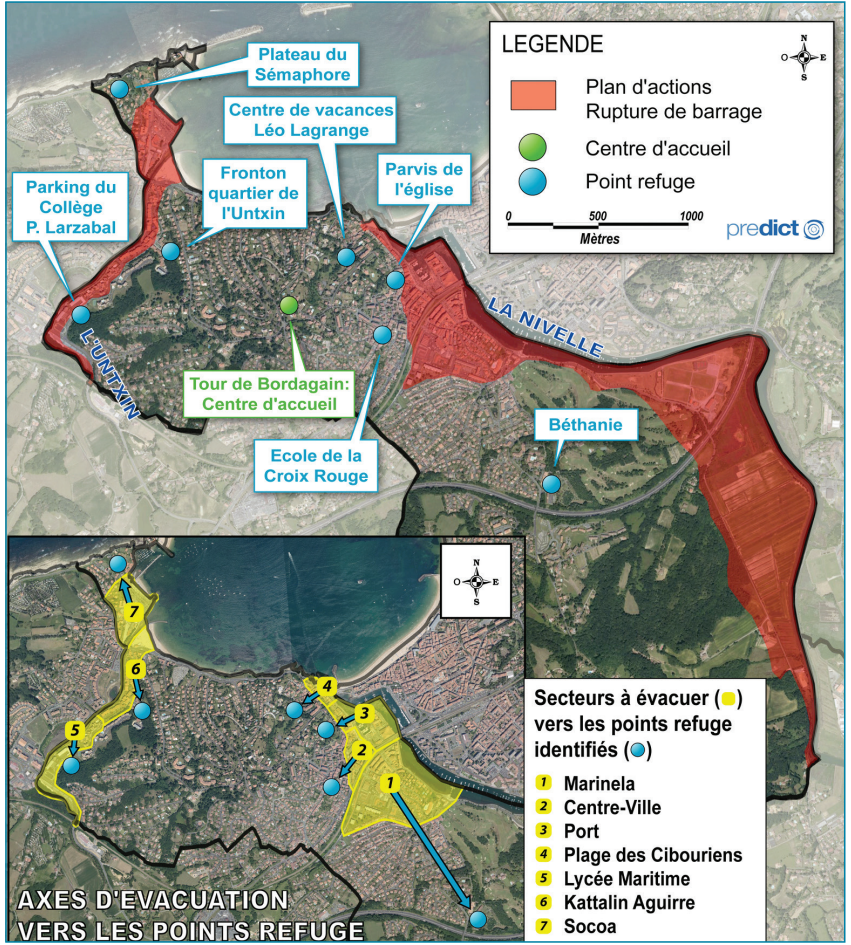 Plateau du
Sémaphore
Centre de vacances
Léo Lagrange
Fronton
quartier de
l'Untxin
Parvis de
l'église
Parking du
Collège
P. Larzabal
L'UNTXIN
LA NIVELLE
Tour de Bordagain:
Centre d'accueil
Ecole de la
Croix Rouge
Béthanie
LEGENDE
N
O E
S
Plan d'actions
Rupture de barrage
Centre d'accueil
Point refuge
0 500 1000
Mètres
predict
N
O E
S
7
6
5
4
3
2
1
AXES D'EVACUATION
VERS LES POINTS REFUGE
Secteurs à évacuer ( )
vers les points refuge
identifiés ( )
1 Marinela
2 Centre-Ville
3 Port
4 Plage des Cibouriens
5 Lycée Maritime
6 Kattalin Aguirre
7 Socoa